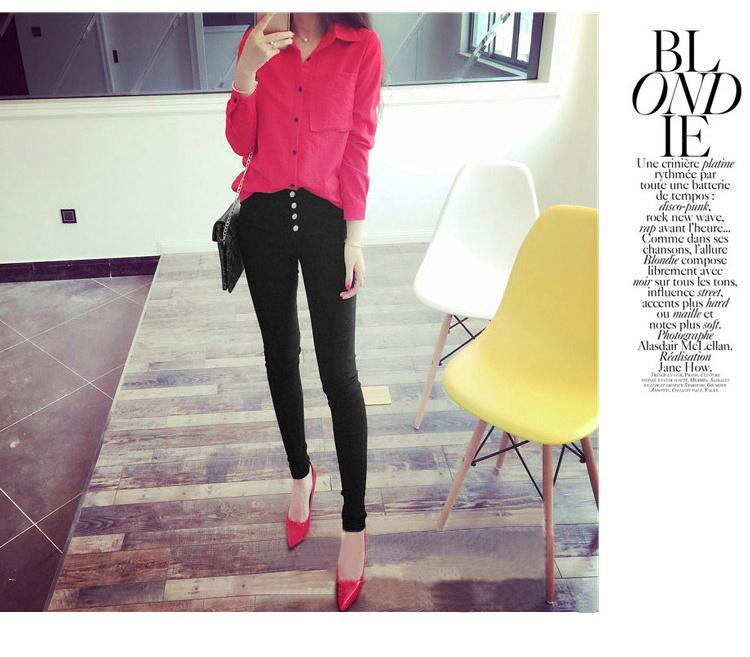 BL
OND
IE
Une crinière platine
rythmée par
toute une batterie
de tempos :
disco-punk,
rock new wave,
rap avant l'heure...
Comme dans ses
chansons, l'allure
Blondie compose
librement avec
noir sur tous les tons,
influence street,
accents plus hard
ou maille et
notes plus soft.
Photographe
Alasdair McLellan.
Réalisation
Jane How.